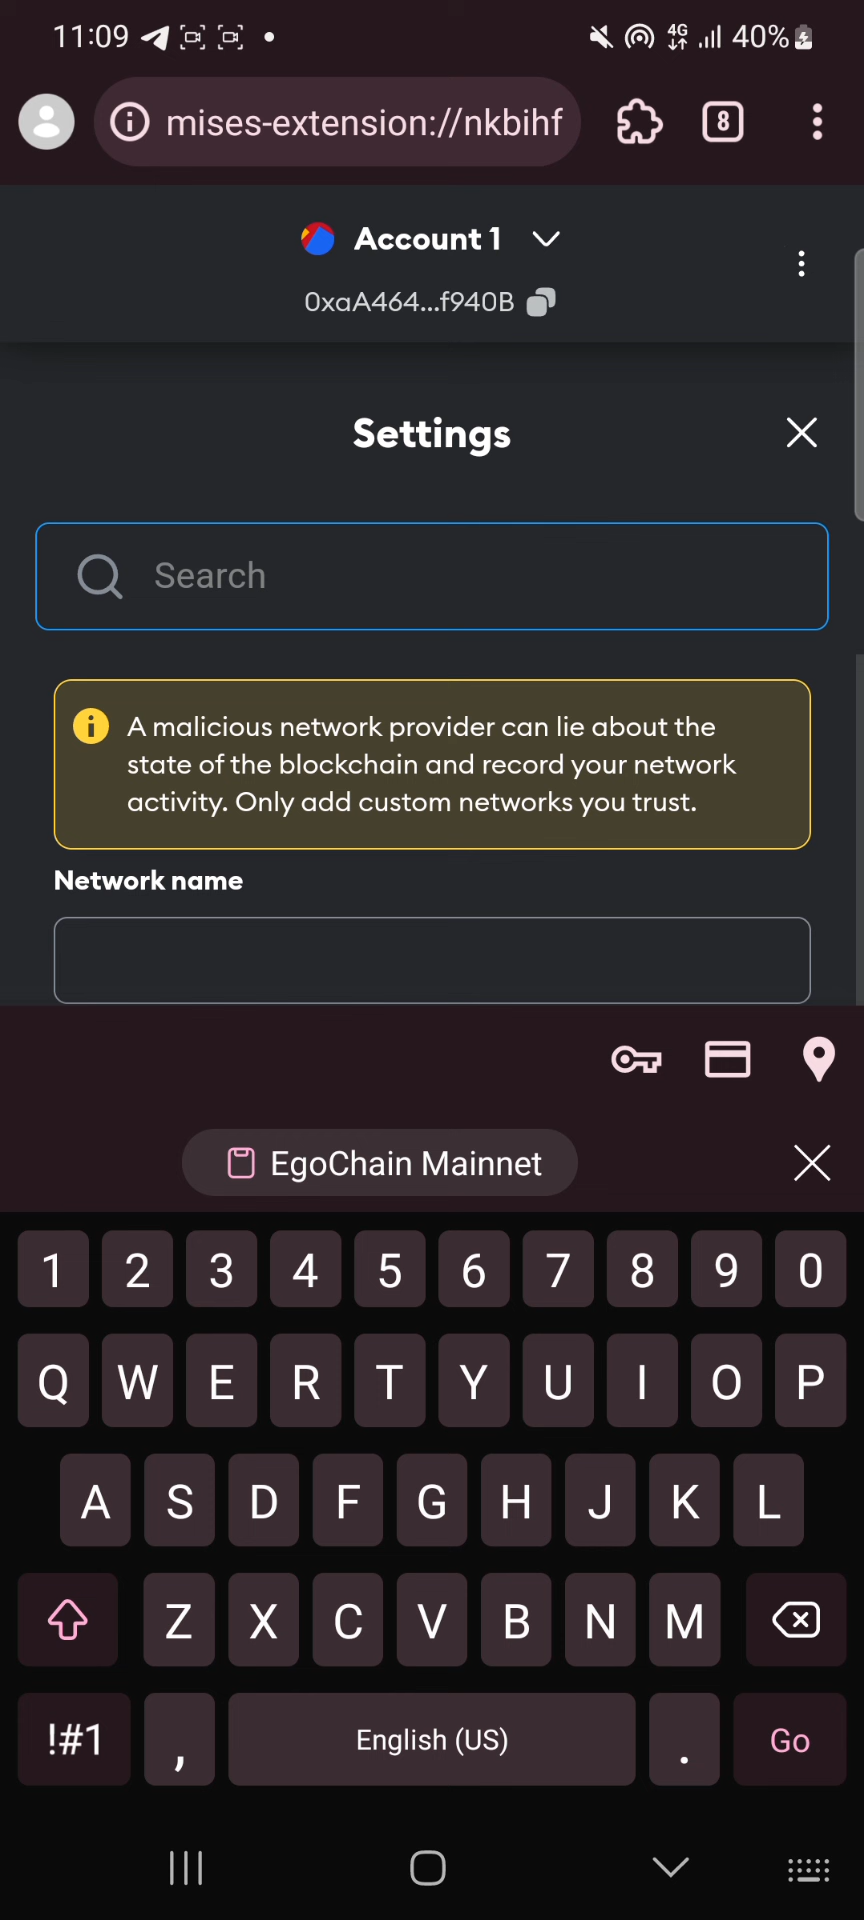 11:09
4G
40%
mises-extension://nkbihf
8
Account 1
0xaA464...f940B
Settings
Search
A malicious network provider can lie about the
state of the blockchain and record your network
activity. Only add custom networks you trust.
Network name
EgoChain Mainnet
1 2 3 4 5 6 7 8 9 0
Q W E R T Y U I O P
A S D F G H J K L
Z X C V B N M
!#1 , English (US) . Go